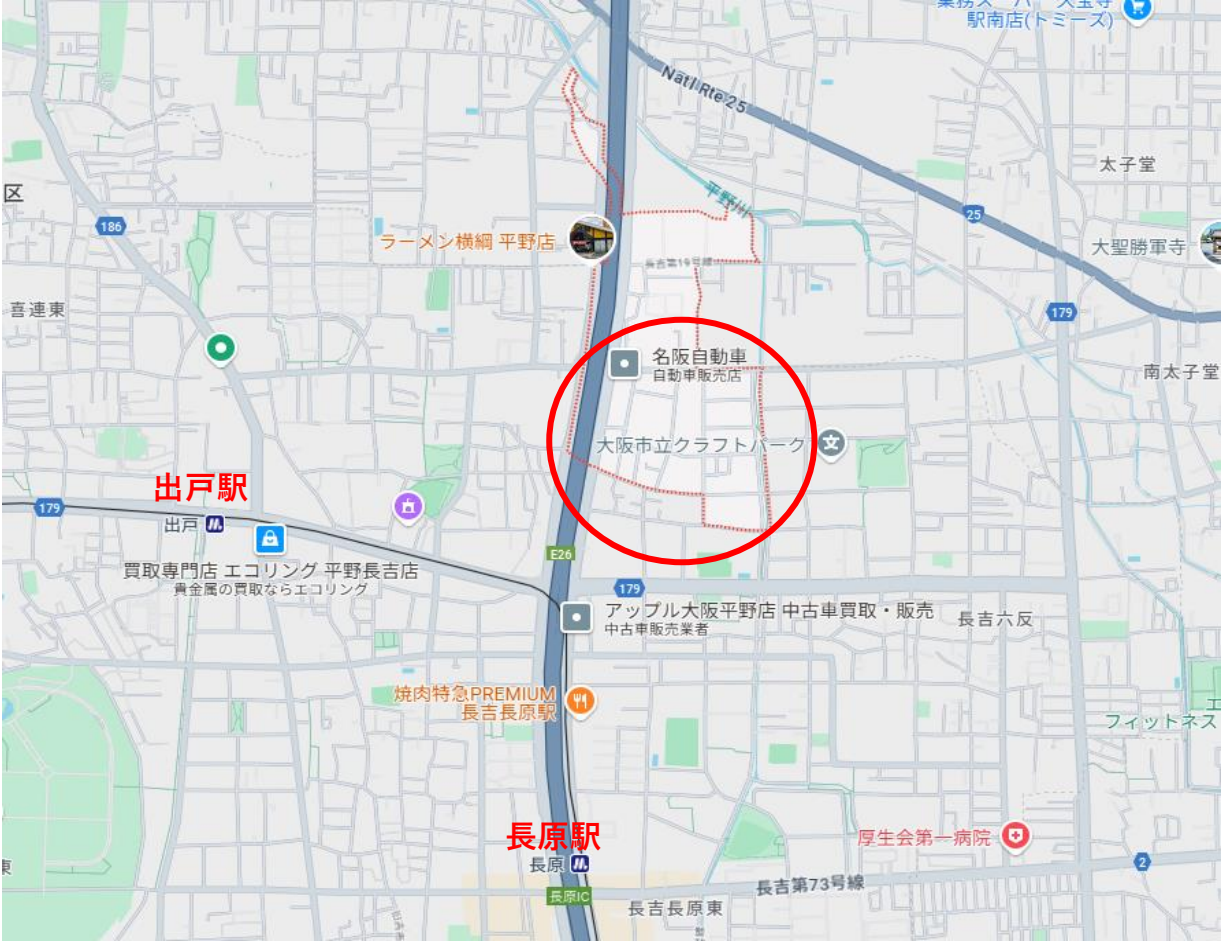 駅南店(トミーズ)
Nat'l Rte 25
太子堂
区
平野川
25
186
ラーメン横綱 平野店
大聖勝軍寺
長吉第19号線
喜連東
179
名阪自動車
自動車販売店
南太子堂
大阪市立クラフトパーク
文
出戸駅
179
出戸
E26
買取専門店 エコリング 平野長吉店
貴金属の買取ならエコリング
179
アップル大阪平野店 中古車買取・販売
中古車販売業者
長吉六反
焼肉特急PREMIUM
長吉長原駅
エ
フィットネス
長原駅
厚生会第一病院
長原
2
東
長吉第73号線
長原IC
長吉長原東